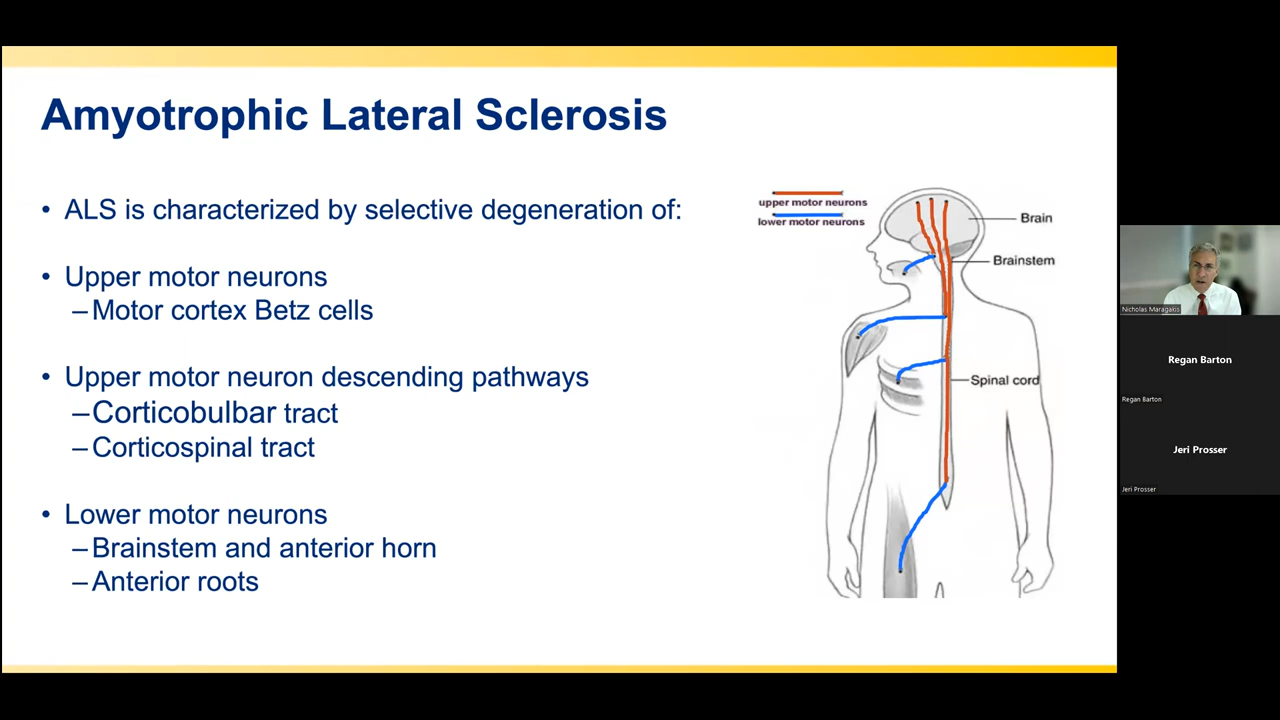 Amyotrophic Lateral Sclerosis
• ALS is characterized by selective degeneration of:
• Upper motor neurons
–Motor cortex Betz cells
• Upper motor neuron descending pathways
–Corticobulbar tract
–Corticospinal tract
• Lower motor neurons
–Brainstem and anterior horn
–Anterior roots
upper motor neurons
lower motor neurons
Brain
Brainstem
Spinal cord
Nicholas Maragakis
Regan Barton
Regan Barton
Jeri Prosser
Jeri Prosser